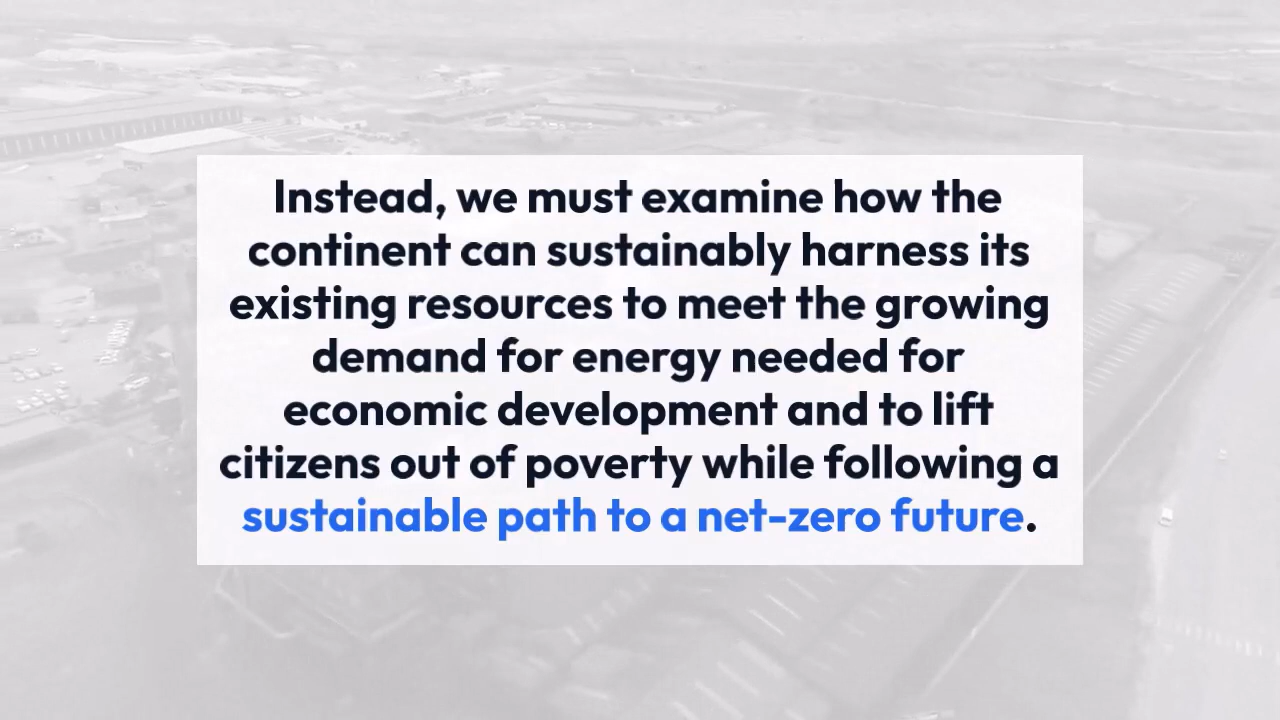 Instead, we must examine how the
continent can sustainably harness its
existing resources to meet the growing
demand for energy needed for
economic development and to lift
citizens out of poverty while following a
sustainable path to a net-zero future.